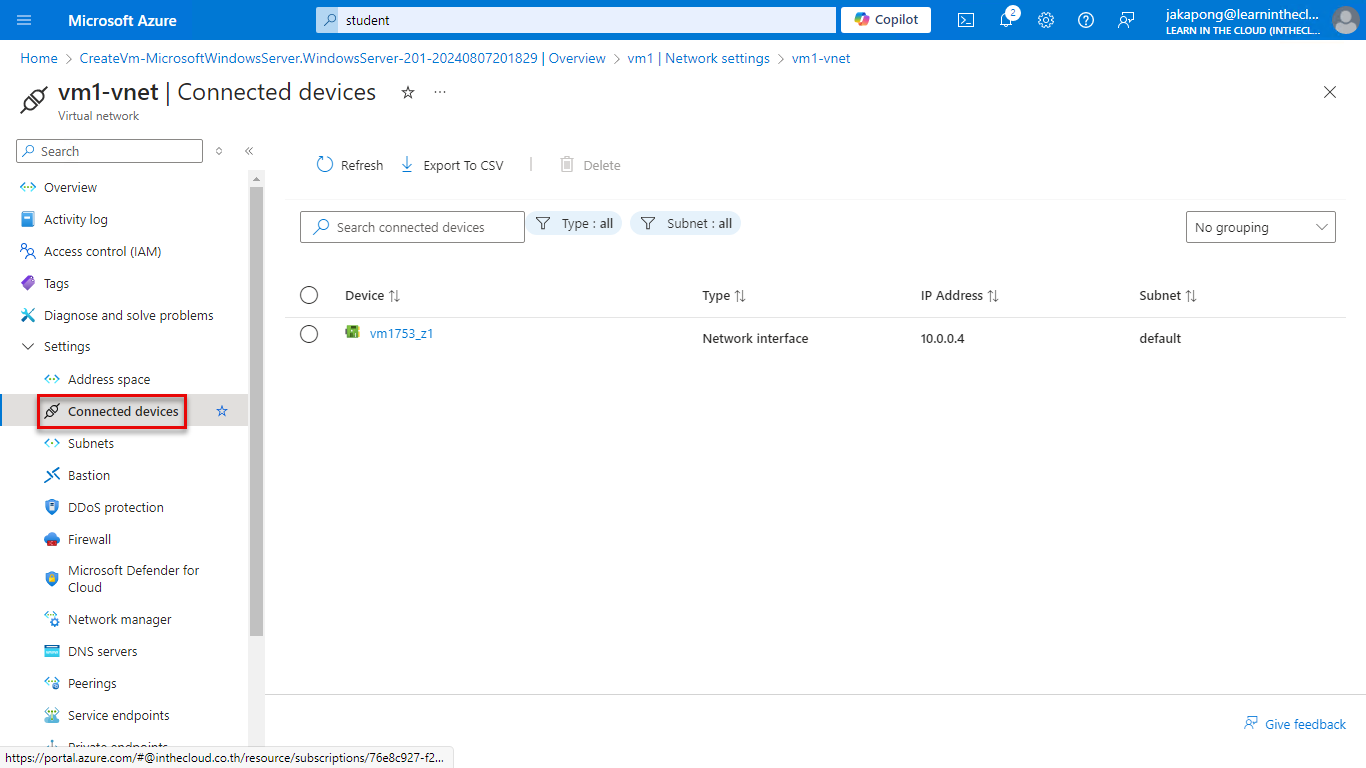 Microsoft Azure
student
Copilot
2
jakapong@learninthecl...
LEARN IN THE CLOUD (INTHECL...
Home > CreateVm-MicrosoftWindowsServer.WindowsServer-201-20240807201829 | Overview > vm1 | Network settings > vm1-vnet
vm1-vnet | Connected devices
...
Virtual network
Search
Refresh
Export To CSV
Delete
Overview
Activity log
Access control (IAM)
Tags
Diagnose and solve problems
Settings
Address space
Connected devices
Subnets
Bastion
DDoS protection
Firewall
Microsoft Defender for
Cloud
Network manager
DNS servers
Peerings
Service endpoints
Private endpoints
Search connected devices
Type : all
Subnet : all
No grouping
Device Type IP Address Subnet
vm1753_z1 Network interface 10.0.0.4 default
Give feedback
https://portal.azure.com/#@inthecloud.co.th/resource/subscriptions/76e8c927-f2...